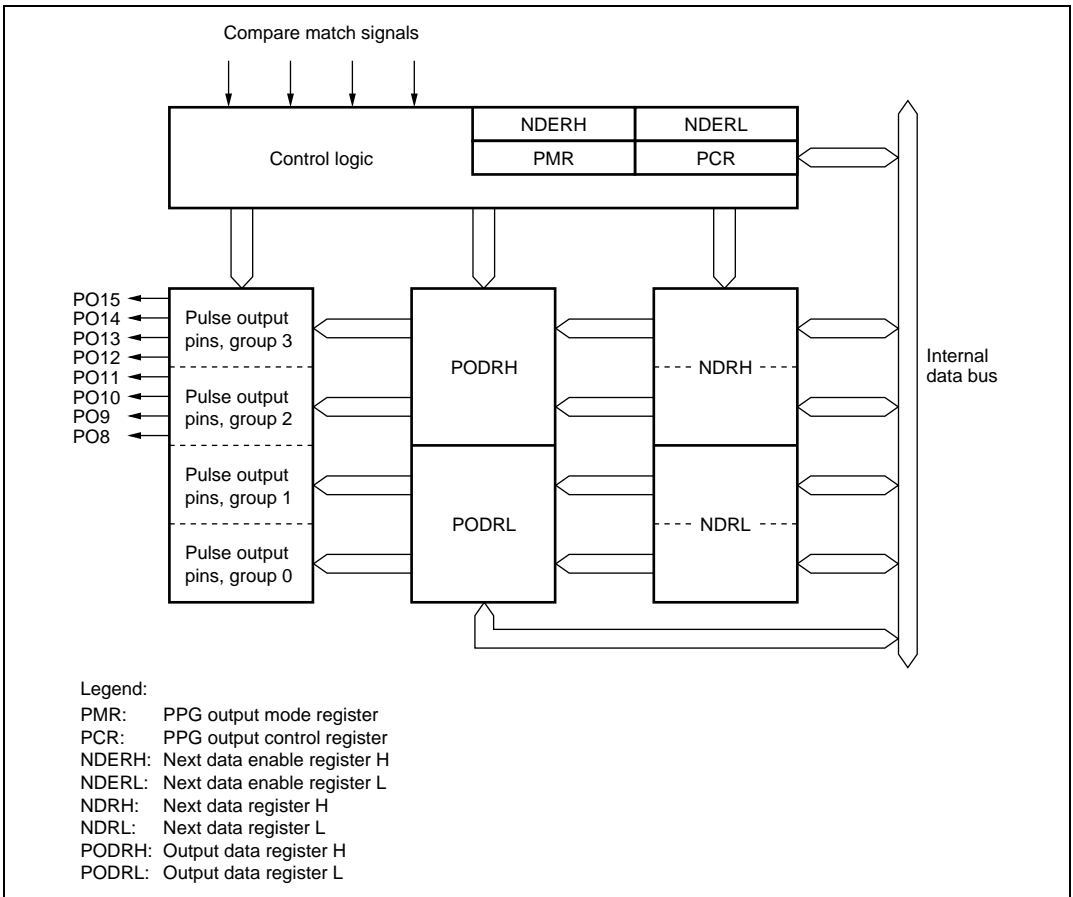 Compare match signals
Control logic
NDERH
NDERL
PMR
PCR
PO15
PO14
PO13
PO12
PO11
PO10
PO9
PO8
Pulse output
pins, group 3
Pulse output
pins, group 2
Pulse output
pins, group 1
Pulse output
pins, group 0
PODRH
PODRL
NDRH
NDRL
Internal
data bus
Legend:
PMR: PPG output mode register
PCR: PPG output control register
NDERH: Next data enable register H
NDERL: Next data enable register L
NDRH: Next data register H
NDRL: Next data register L
PODRH: Output data register H
PODRL: Output data register L